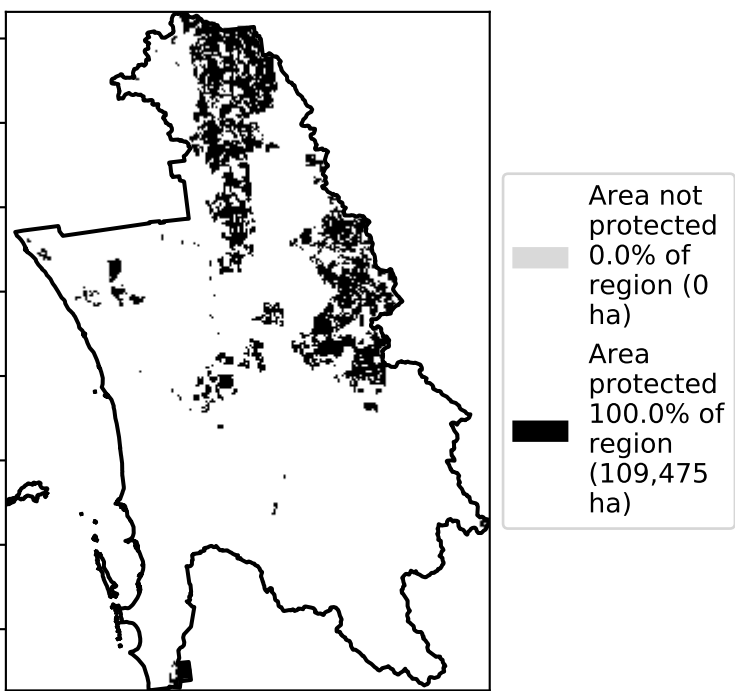 Area not
protected
0.0% of
region (0
ha)
Area
protected
100.0% of
region
(109,475
ha)